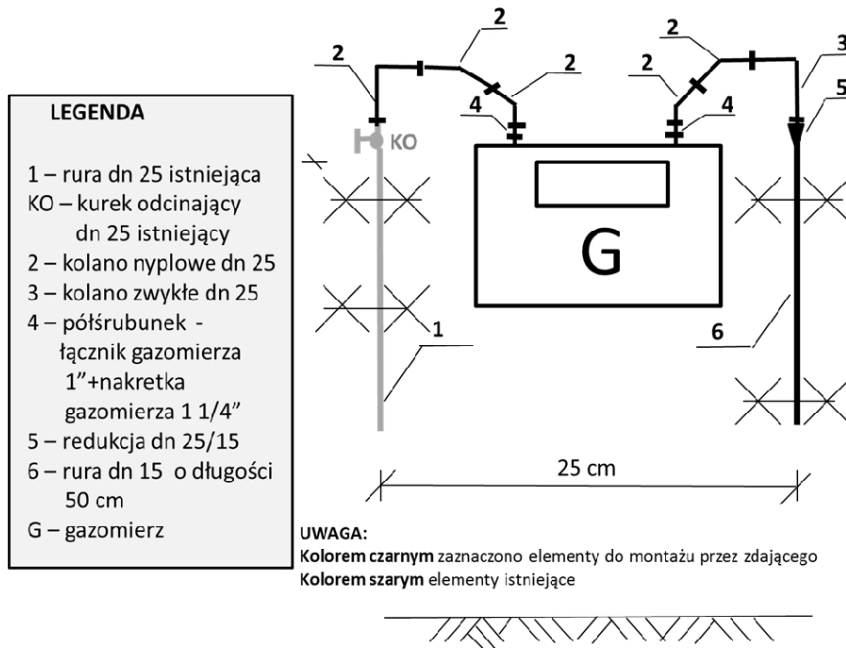 LEGENDA
1 – rura dn 25 istniejąca
KO – kurek odcinający
dn 25 istniejący
2 – kolano nyplowe dn 25
3 – kolano zwykłe dn 25
4 – półśrubunek -
łącznik gazomierza
1”+nakretka
gazomierza 1 1/4”
5 – redukcja dn 25/15
6 – rura dn 15 o długości
50 cm
G – gazomierz
2
2
2
4
KO
1
2
2
4
3
5
6
G
25 cm
UWAGA:
Kolorem czarnym zaznaczono elementy do montażu przez zdającego
Kolorem szarym elementy istniejące